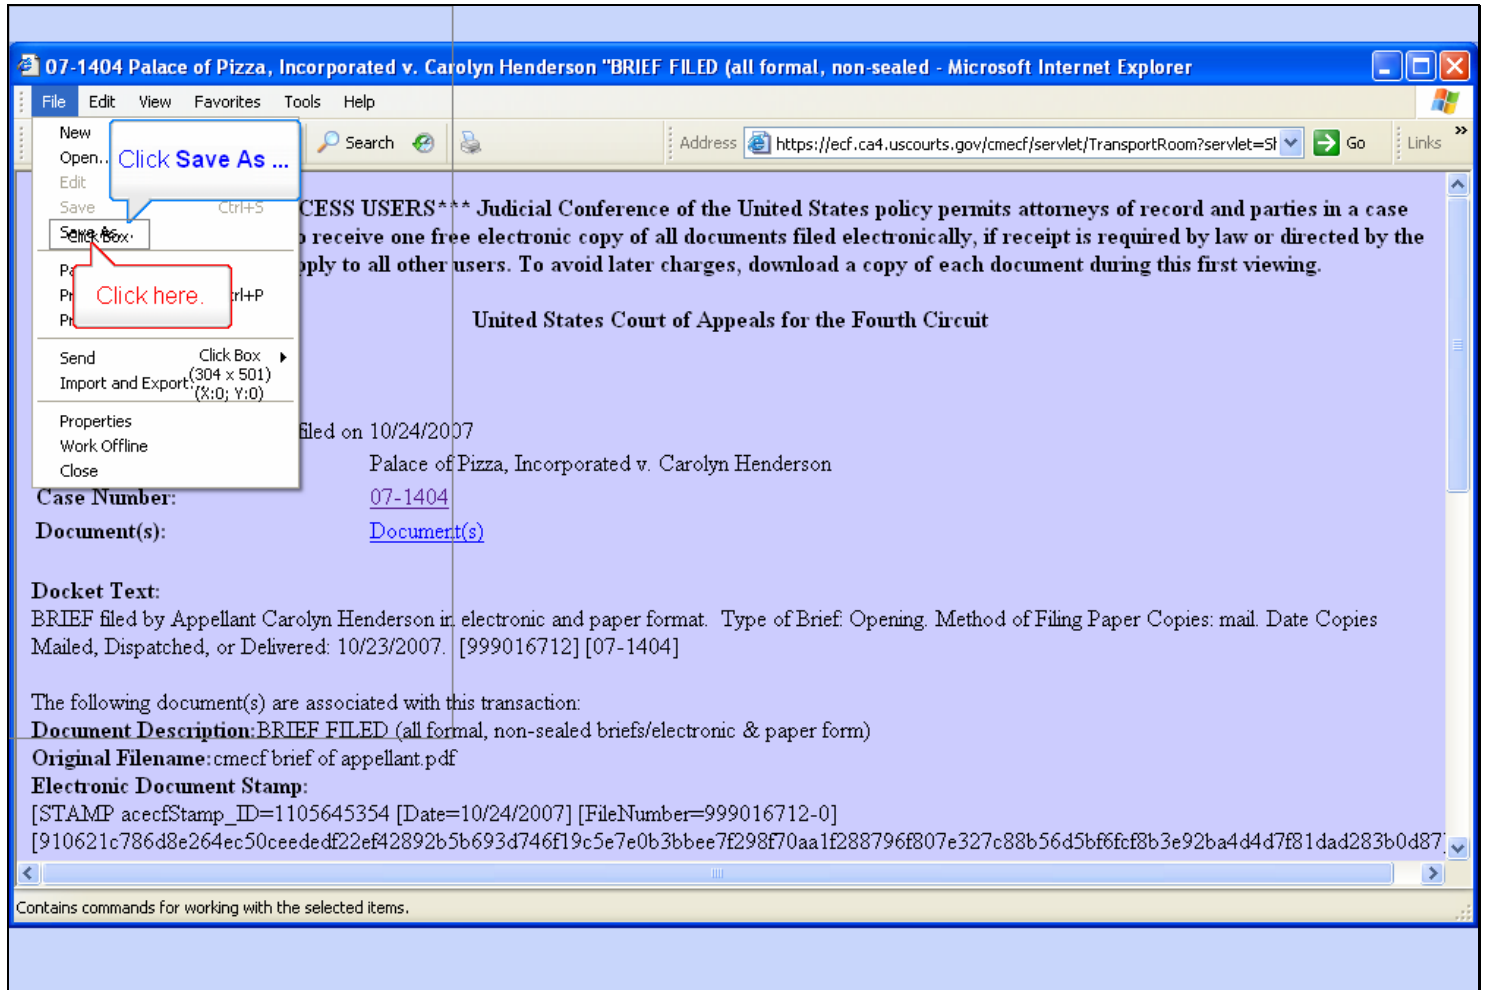 07-1404 Palace of Pizza, Incorporated v. Carolyn Henderson "BRIEF FILED (all formal, non-sealed - Microsoft Internet Explorer
File Edit View Favorites Tools Help
Search Address https://ecf.ca4.uscourts.gov/cmecf/servlet/TransportRoom?servlet=Sh Go Links »
New
Open...
Click Save As ...
Edit
Save Ctrl+S
Save As...
Click Box
Click here.
Ctrl+P
Send
Click Box
(304 x 501)
(X:0; Y:0)
Import and Export...
Properties
Work Offline
Close
CESS USERS*** Judicial Conference of the United States policy permits attorneys of record and parties in a case
receive one free electronic copy of all documents filed electronically, if receipt is required by law or directed by the
pply to all other users. To avoid later charges, download a copy of each document during this first viewing.
United States Court of Appeals for the Fourth Circuit
filed on 10/24/2007
Palace of Pizza, Incorporated v. Carolyn Henderson
Case Number: 07-1404
Document(s): Document(s)
Docket Text:
BRIEF filed by Appellant Carolyn Henderson in electronic and paper format. Type of Brief: Opening. Method of Filing Paper Copies: mail. Date Copies
Mailed, Dispatched, or Delivered: 10/23/2007. [999016712] [07-1404]
The following document(s) are associated with this transaction:
Document Description:BRIEF FILED (all formal, non-sealed briefs/electronic & paper form)
Original Filename:cmecf brief of appellant.pdf
Electronic Document Stamp:
[STAMP acecfStamp_ID=1105645354 [Date=10/24/2007] [FileNumber=999016712-0]
[910621c786d8e264ec50ceededf22ef42892b5b693d746f19c5e7e0b3bbee7f298f70aa1f288796f807e327c88b56d5bf6fcf8b3e92ba4d4d7f81dad283b0d87
Contains commands for working with the selected items.